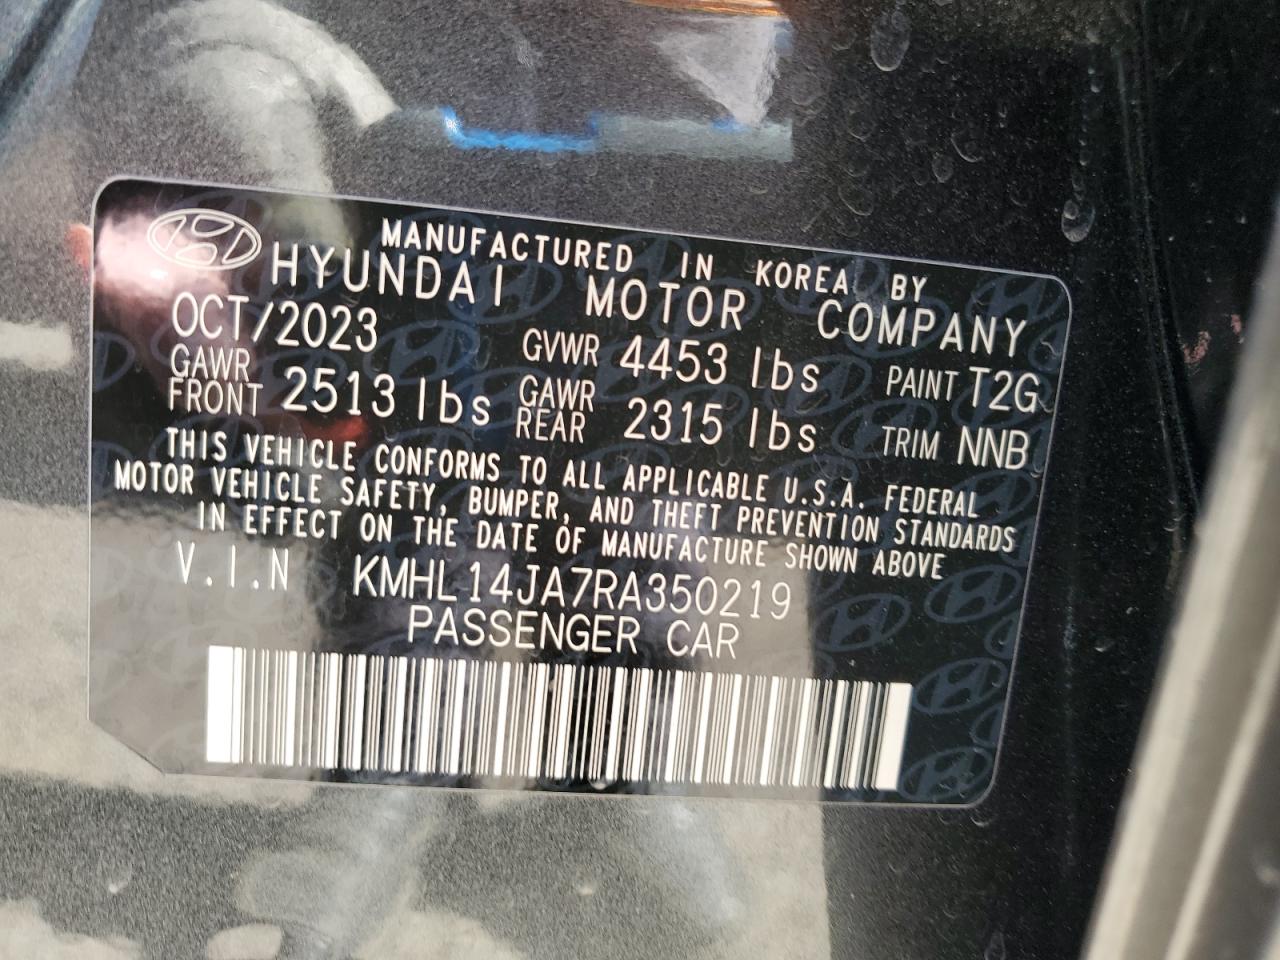 MANUFACTURED IN KOREA BY
HYUNDAI MOTOR COMPANY
OCT/2023 GVWR 4453 lbs PAINT T2G
GAWR FRONT 2513 lbs GAWR REAR 2315 lbs TRIM NNB
THIS VEHICLE CONFORMS TO ALL APPLICABLE U.S.A. FEDERAL
MOTOR VEHICLE SAFETY, BUMPER, AND THEFT PREVENTION STANDARDS
IN EFFECT ON THE DATE OF MANUFACTURE SHOWN ABOVE
V.I.N KMHL14JA7RA350219
PASSENGER CAR